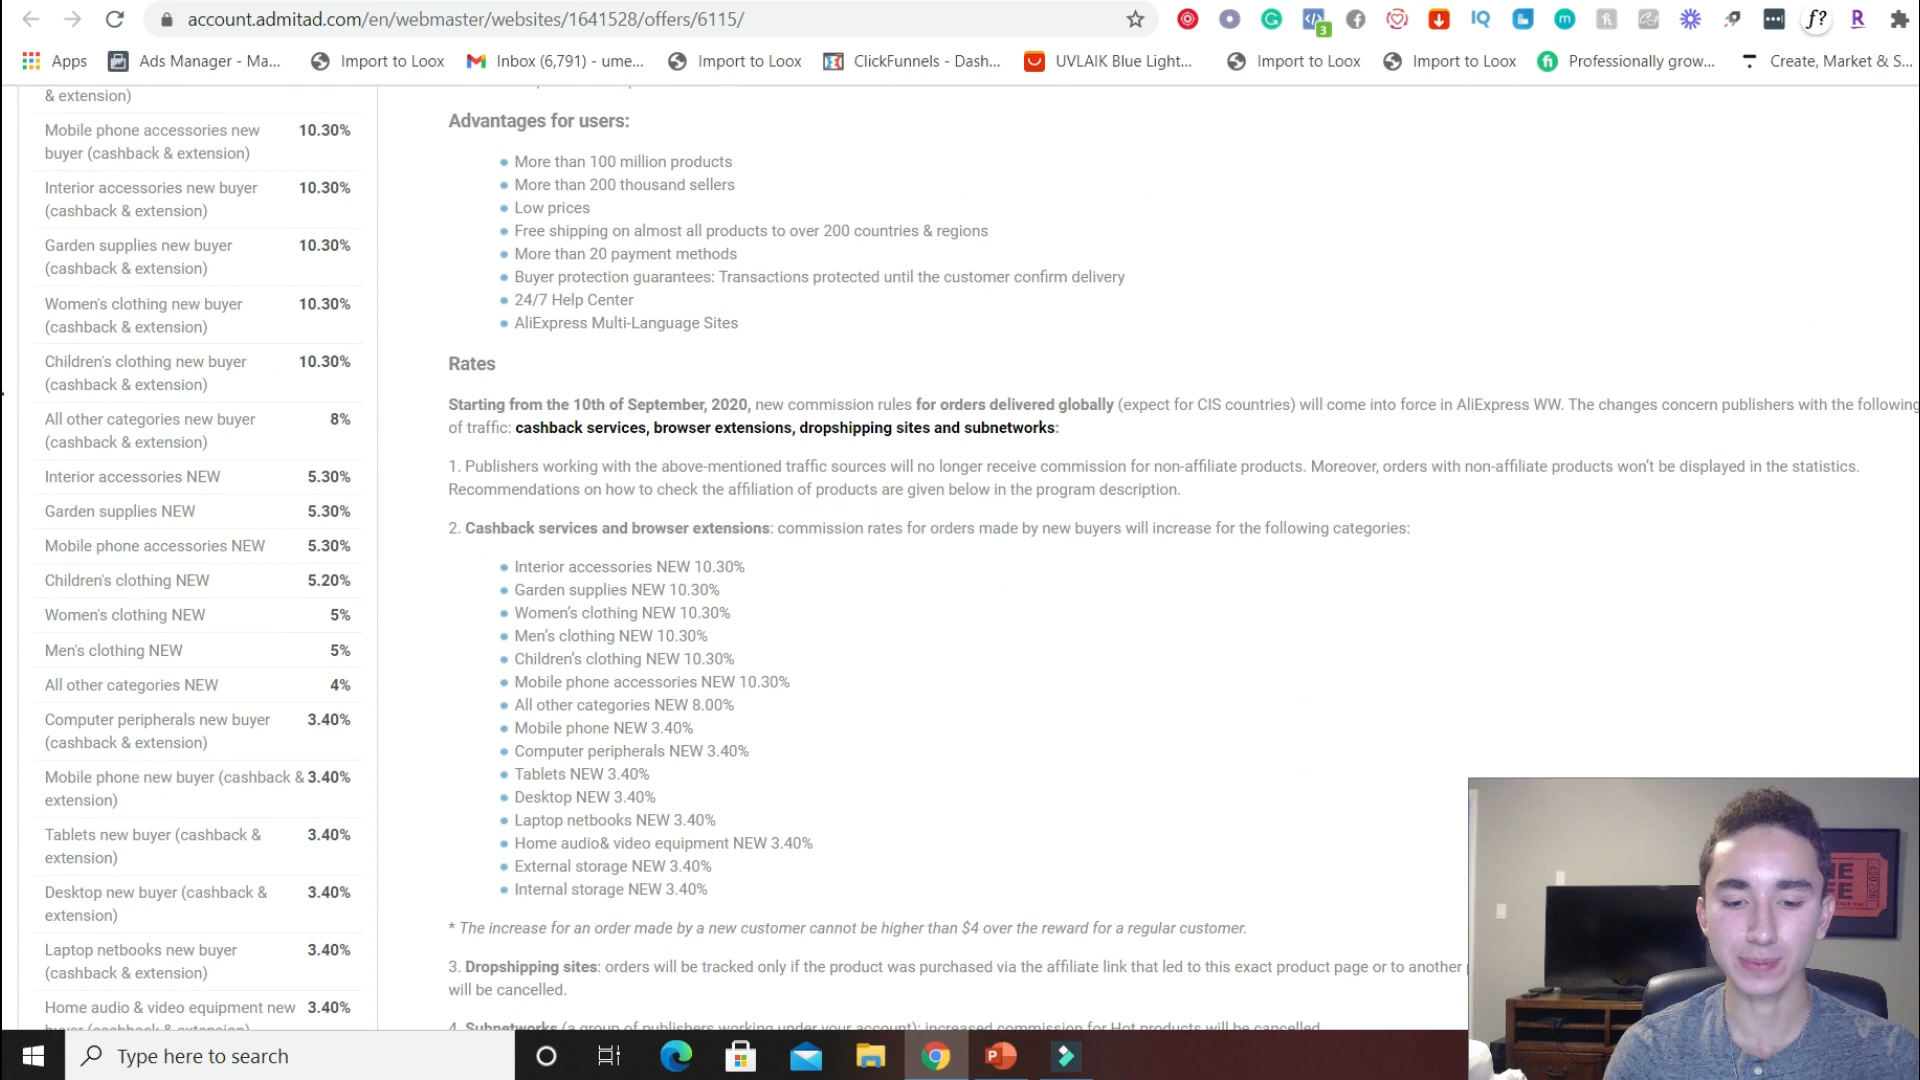 account.admitad.com/en/webmaster/websites/1641528/offers/6115/
3
IQ
f?
R
Apps
Ads Manager - Ma...
Import to Loox
Inbox (6,791) - ume...
Import to Loox
ClickFunnels - Dash...
UVLAIK Blue Light...
Import to Loox
Import to Loox
Professionally grow...
Create, Market & S...
& extension)
Mobile phone accessories new 10.30%
buyer (cashback & extension)
Interior accessories new buyer 10.30%
(cashback & extension)
Garden supplies new buyer 10.30%
(cashback & extension)
Women's clothing new buyer 10.30%
(cashback & extension)
Children's clothing new buyer 10.30%
(cashback & extension)
All other categories new buyer 8%
(cashback & extension)
Interior accessories NEW 5.30%
Garden supplies NEW 5.30%
Mobile phone accessories NEW 5.30%
Children's clothing NEW 5.20%
Women's clothing NEW 5%
Men's clothing NEW 5%
All other categories NEW 4%
Computer peripherals new buyer 3.40%
(cashback & extension)
Mobile phone new buyer (cashback & 3.40%
extension)
Tablets new buyer (cashback & 3.40%
extension)
Desktop new buyer (cashback & 3.40%
extension)
Laptop netbooks new buyer 3.40%
(cashback & extension)
Home audio & video equipment new 3.40%
buyer (cashback & extension)
Advantages for users:
More than 100 million products
More than 200 thousand sellers
Low prices
Free shipping on almost all products to over 200 countries & regions
More than 20 payment methods
Buyer protection guarantees: Transactions protected until the customer confirm delivery
24/7 Help Center
AliExpress Multi-Language Sites
Rates
Starting from the 10th of September, 2020, new commission rules for orders delivered globally (expect for CIS countries) will come into force in AliExpress WW. The changes concern publishers with the following
of traffic: cashback services, browser extensions, dropshipping sites and subnetworks:
1. Publishers working with the above-mentioned traffic sources will no longer receive commission for non-affiliate products. Moreover, orders with non-affiliate products won't be displayed in the statistics.
Recommendations on how to check the affiliation of products are given below in the program description.
2. Cashback services and browser extensions: commission rates for orders made by new buyers will increase for the following categories:
Interior accessories NEW 10.30%
Garden supplies NEW 10.30%
Women's clothing NEW 10.30%
Men's clothing NEW 10.30%
Children's clothing NEW 10.30%
Mobile phone accessories NEW 10.30%
All other categories NEW 8.00%
Mobile phone NEW 3.40%
Computer peripherals NEW 3.40%
Tablets NEW 3.40%
Desktop NEW 3.40%
Laptop netbooks NEW 3.40%
Home audio& video equipment NEW 3.40%
External storage NEW 3.40%
Internal storage NEW 3.40%
* The increase for an order made by a new customer cannot be higher than $4 over the reward for a regular customer.
3. Dropshipping sites: orders will be tracked only if the product was purchased via the affiliate link that led to this exact product page or to another
will be cancelled.
4. Subnetworks (a group of publishers working under your account): increased commission for Hot products will be cancelled
Type here to search